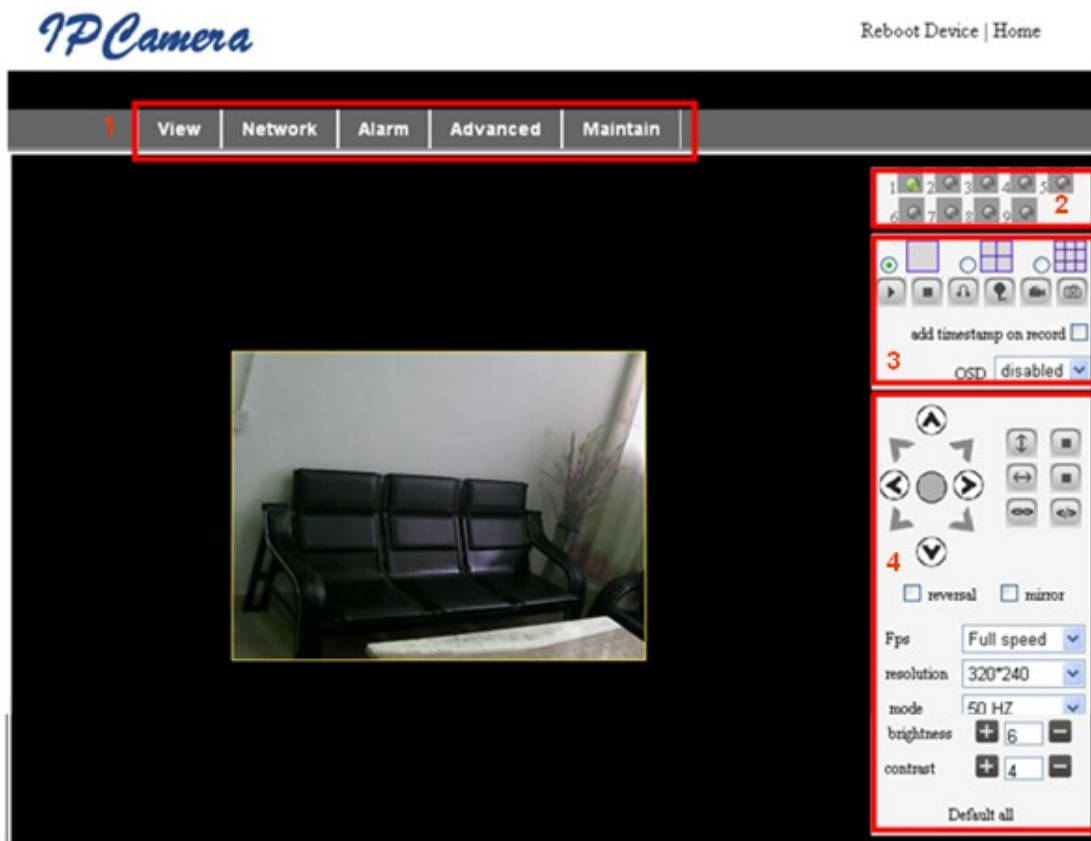 IPCamera
Reboot Device | Home
1 View Network Alarm Advanced Maintain
1 2 3 4 5
6 7 8 9
2
add timestamp on record
3
OSD disabled
4
reversal mirror
Fps Full speed
resolution 320*240
mode 50 HZ
brightness 6
contrast 4
Default all